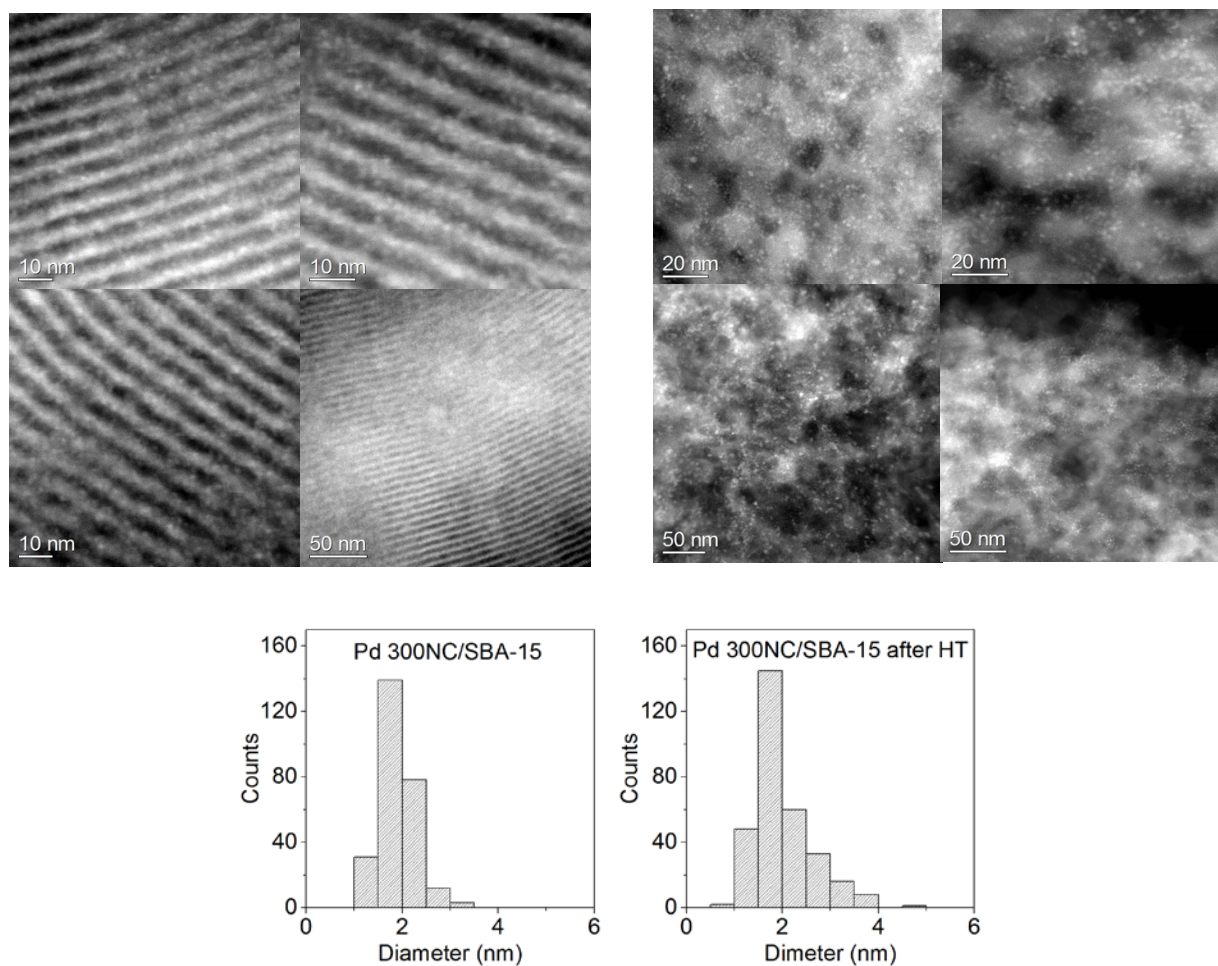 10 nm
10 nm
20 nm
20 nm
10 nm
50 nm
50 nm
50 nm
Pd 300NC/SBA-15
160
120
80
40
0
Counts
0 2 4 6
Diameter (nm)
Pd 300NC/SBA-15 after HT
160
120
80
40
0
Counts
0 2 4 6
Dimeter (nm)